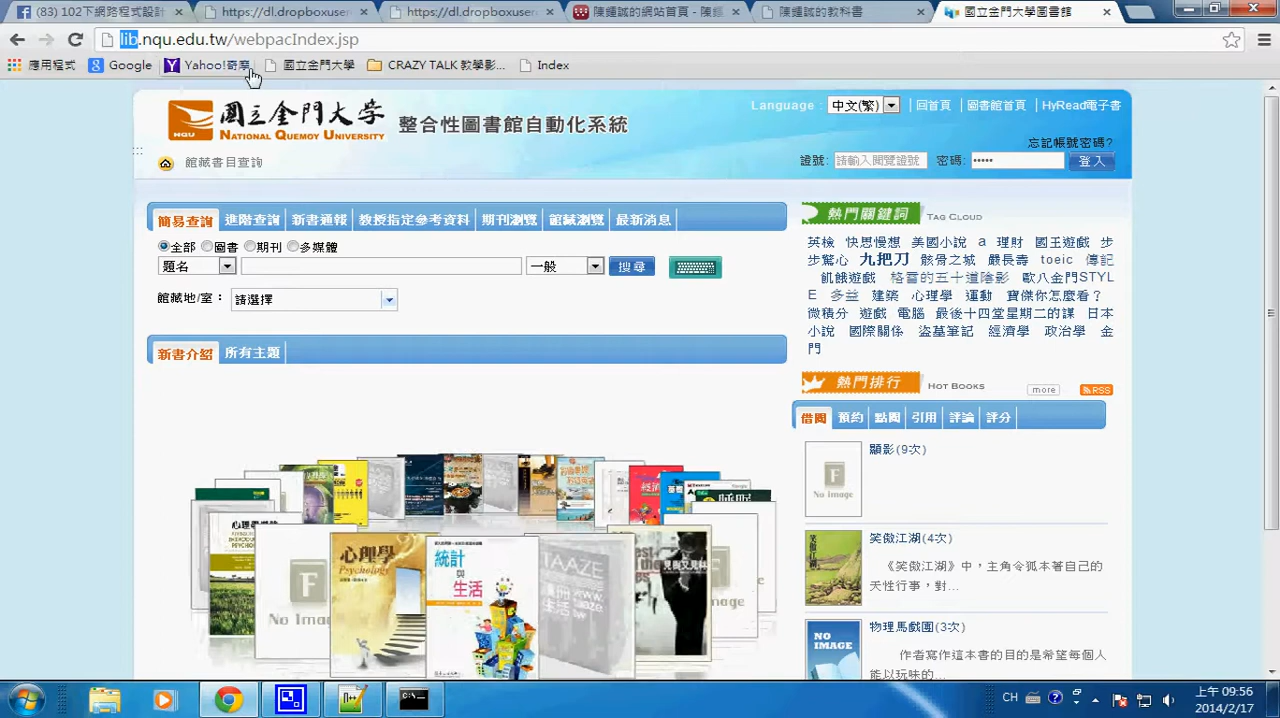 (83) 102下網路程式設計
https://dl.dropboxuser
https://dl.dropboxuser
陳鍾誠的網站首頁 - 陳鍾
陳鍾誠的教科書
國立金門大學圖書館
lib.nqu.edu.tw/webpacIndex.jsp
應用程式
Google
Yahoo!奇摩
國立金門大學
CRAZY TALK 教學影...
Index
NQU
國立金門大學
NATIONAL QUEMOY UNIVERSITY
整合性圖書館自動化系統
Language : 中文(繁)
回首頁 | 圖書館首頁 | HyRead電子書
忘記帳號密碼?
館藏書目查詢
證號: 請輸入閱覽證號 密碼: ••••• 登入
簡易查詢 進階查詢 新書通報 教授指定參考資料 期刊瀏覽 館藏瀏覽 最新消息
全部 圖書 期刊 多媒體
題名 一般 搜尋
館藏地/室: 請選擇
新書介紹 所有主題
心理學
Psychology
統計
與
生活
TAAZE
No Image
熱門關鍵詞 TAG CLOUD
英檢 快思慢想 美國小說 a 理財 國王遊戲 步
步驚心 九把刀 骸骨之城 嚴長壽 toeic 傳記
飢餓遊戲 格雷的五十道陰影 歐八金門STYL
E 多益 建築 心理學 運動 寶傑你怎麼看?
微積分 遊戲 電腦 最後十四堂星期二的課 日本
小說 國際關係 盜墓筆記 經濟學 政治學 金
門
熱門排行 HOT BOOKS more RSS
借閱 預約 點閱 引用 評論 評分
No Image
顯影(9次)
笑傲江湖
笑傲江湖(4次)
《笑傲江湖》中，主角令狐本著自己的
天性行事，對...
NO
IMAGE
物理馬戲團(3次)
作者寫作這本書的目的是希望每個人
能以玩味的...
CH
上午 09:56
2014/2/17